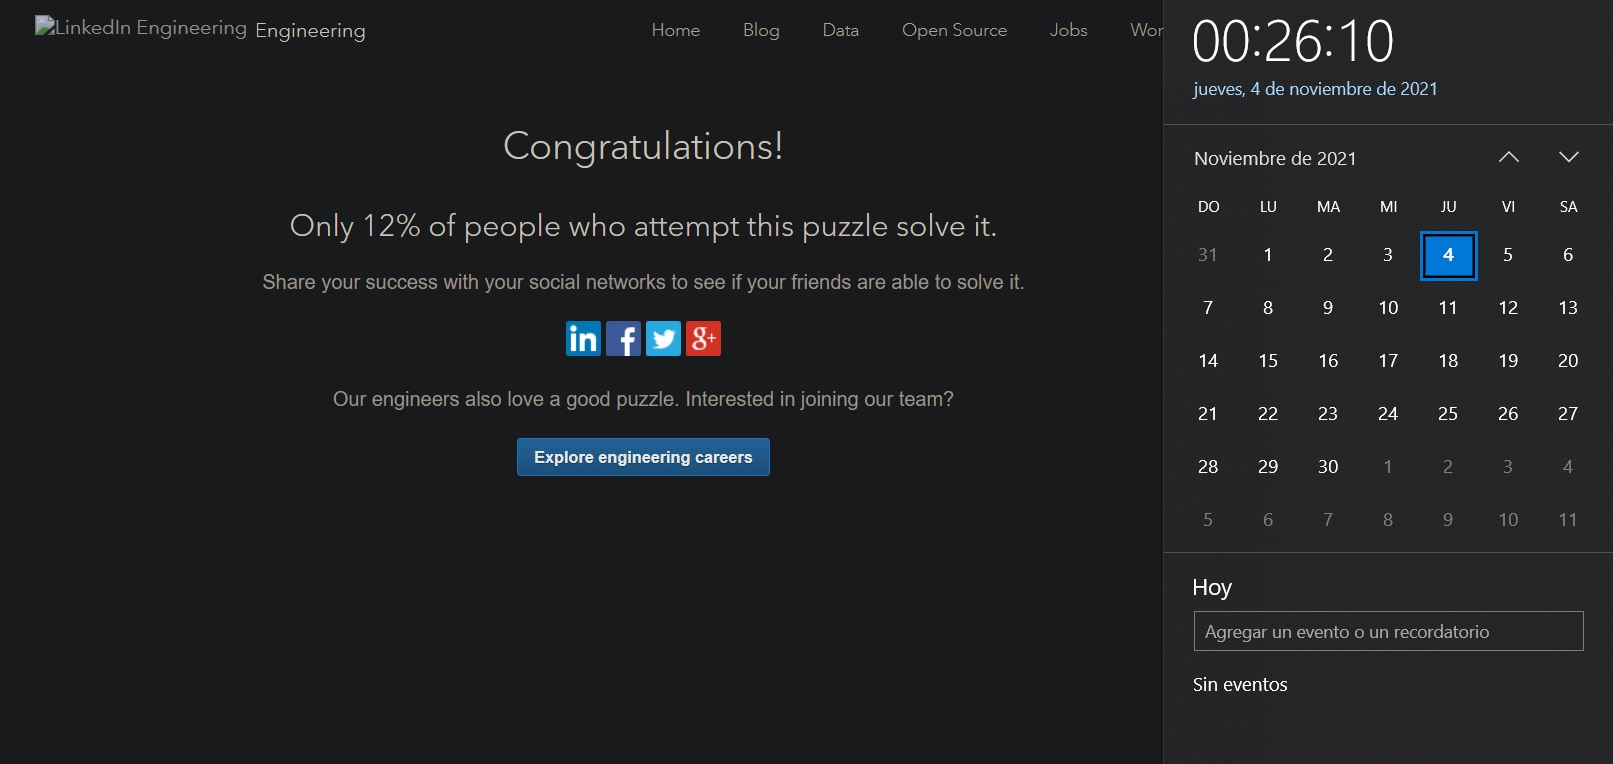 LinkedIn Engineering Engineering Home Blog Data Open Source Jobs Wor
Congratulations!
Only 12% of people who attempt this puzzle solve it.
Share your success with your social networks to see if your friends are able to solve it.
in f g+
Our engineers also love a good puzzle. Interested in joining our team?
Explore engineering careers
00:26:10
jueves, 4 de noviembre de 2021
Noviembre de 2021
DO LU MA MI JU VI SA
31 1 2 3 4 5 6
7 8 9 10 11 12 13
14 15 16 17 18 19 20
21 22 23 24 25 26 27
28 29 30 1 2 3 4
5 6 7 8 9 10 11
Hoy
Agregar un evento o un recordatorio
Sin eventos